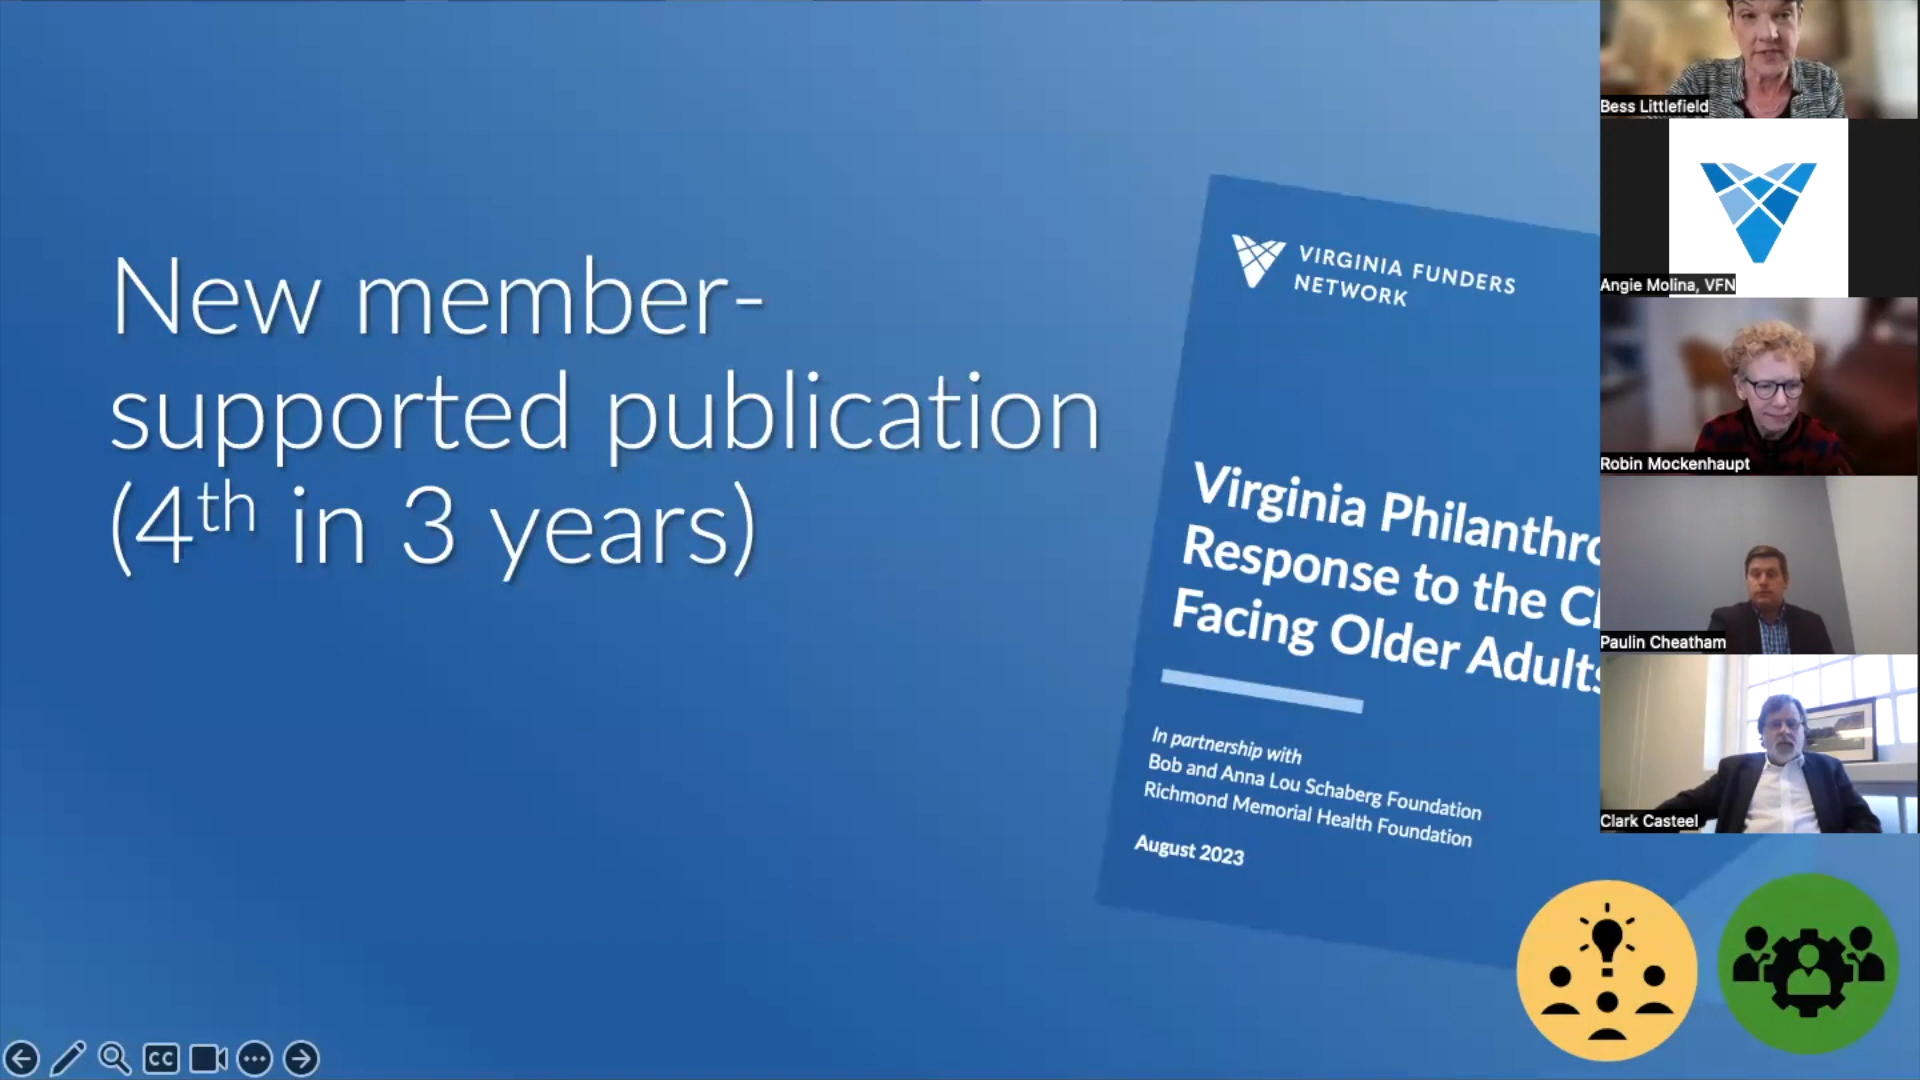 New member-
supported publication
(4th in 3 years)
VIRGINIA FUNDERS
NETWORK
Virginia Philanthro
Response to the C
Facing Older Adults
In partnership with
Bob and Anna Lou Schaberg Foundation
Richmond Memorial Health Foundation
August 2023
Bess Littlefield
Angie Molina, VFN
Robin Mockenhaupt
Paulin Cheatham
Clark Casteel
CC